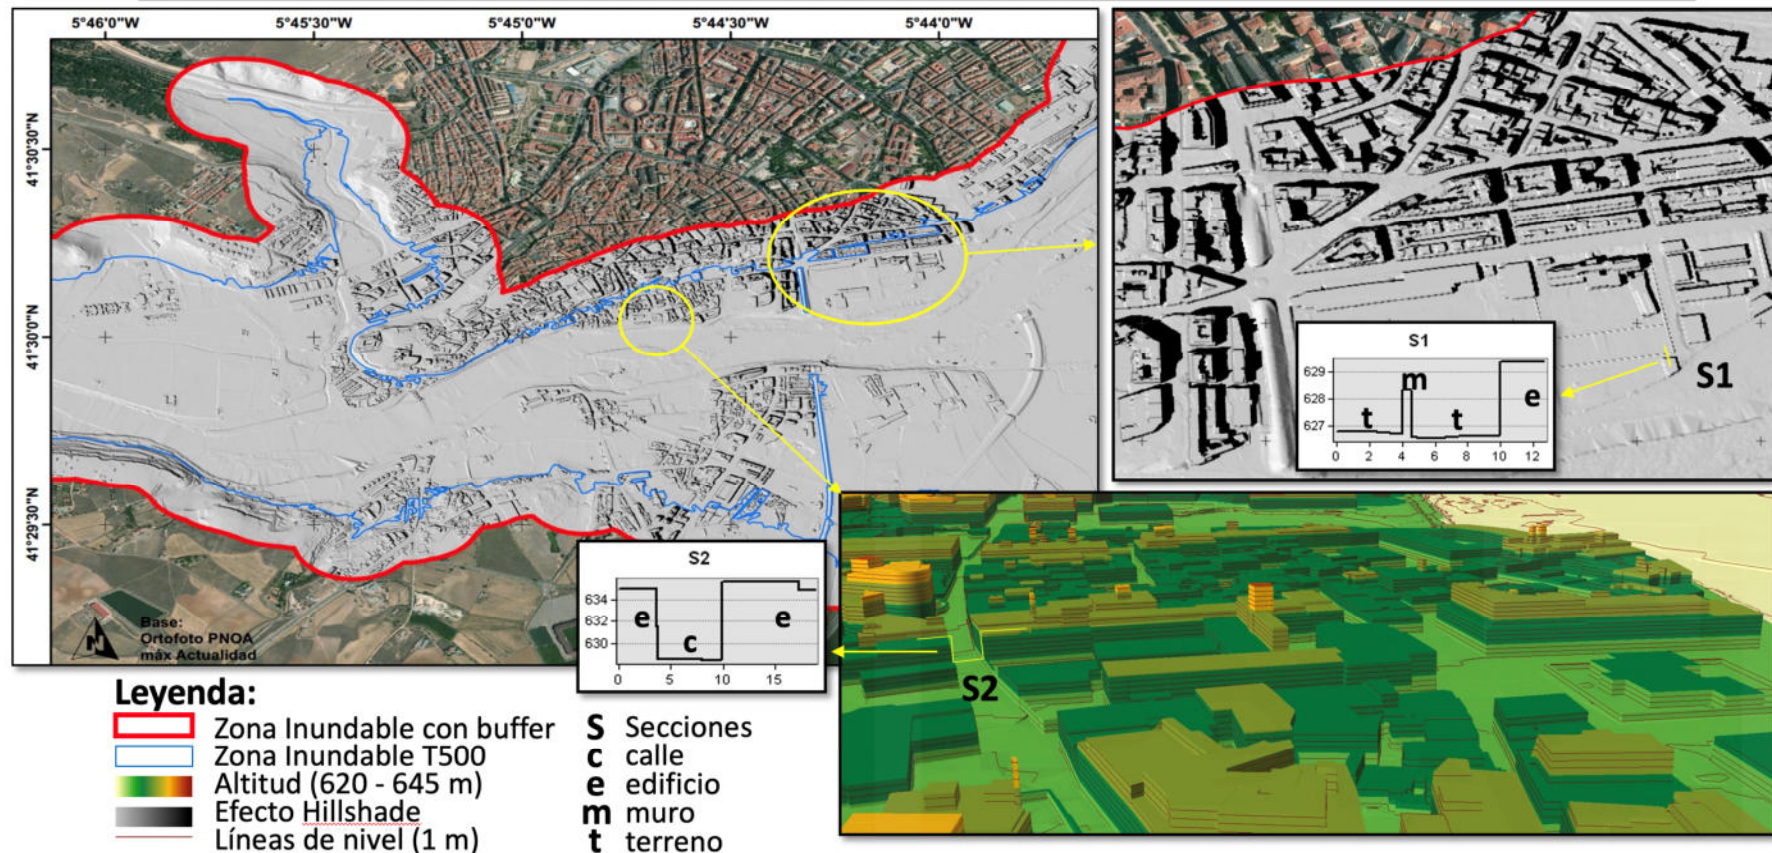 5°46'0"W 5°45'30"W 5°45'0"W 5°44'30"W 5°44'0"W
41°30'30"N
41°30'0"N
41°29'30"N
Base:
Ortofoto PNOA
máx Actualidad
N
S1
629
628
627
m
t
t
e
0 2 4 6 8 10 12
S1
S2
634
632
630
e
c
e
0 5 10 15
S2
Leyenda:
Zona Inundable con buffer
Zona Inundable T500
Altitud (620 - 645 m)
Efecto Hillshade
Líneas de nivel (1 m)
S Secciones
c calle
e edificio
m muro
t terreno